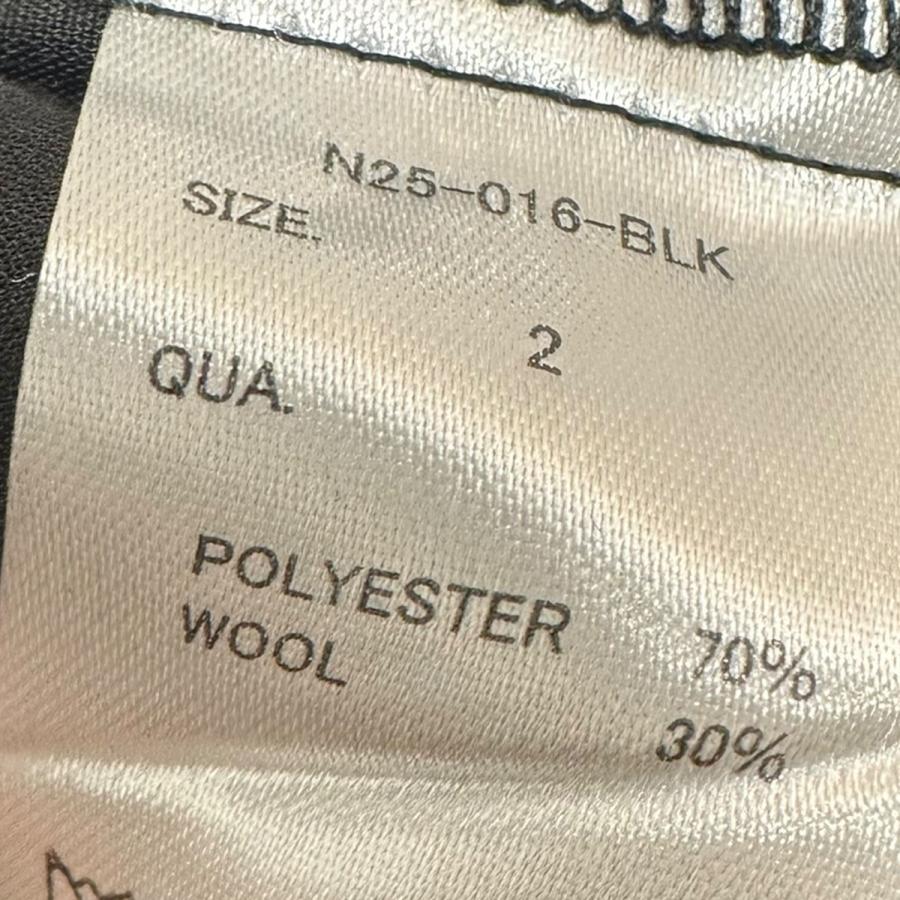 N25-016-BLK
SIZE.
2
QUA.
POLYESTER 70%
WOOL 30%